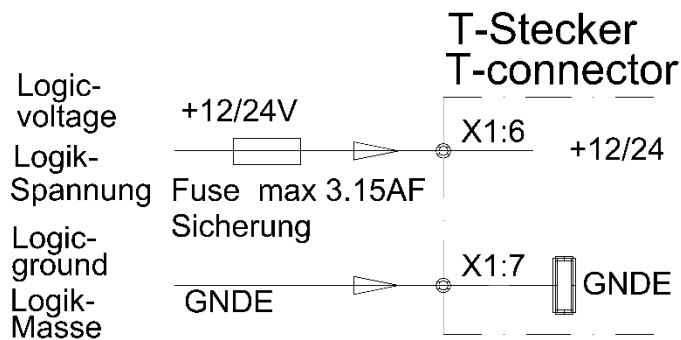 T-Stecker
T-connector
Logic-
voltage
+12/24V
X1:6
+12/24
Logik-
Spannung
Fuse max 3.15AF
Sicherung
Logic-
ground
X1:7
GNDE
GNDE
Logik-
Masse